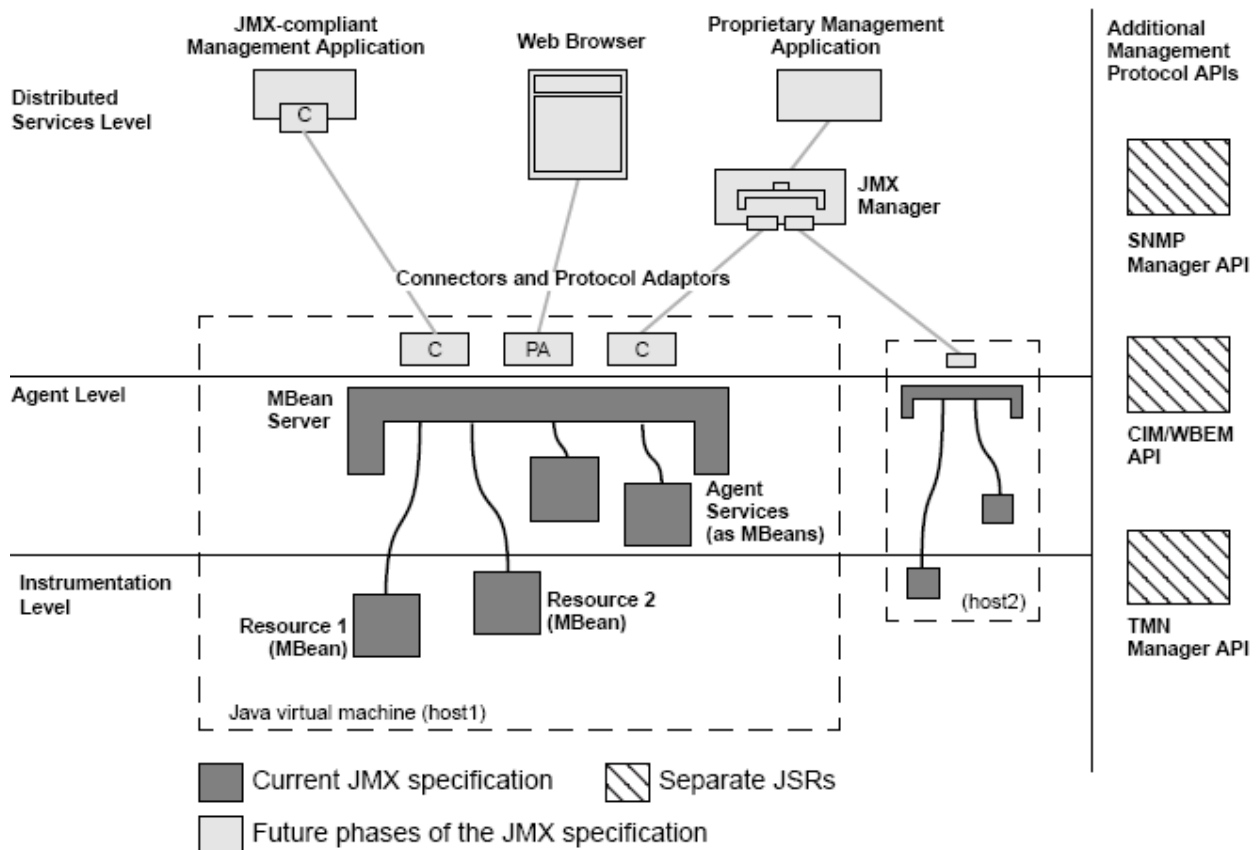 JMX-compliant
Management Application
Web Browser
Proprietary Management
Application
Additional
Management
Protocol APIs
Distributed
Services Level
C
JMX
Manager
SNMP
Manager API
Connectors and Protocol Adaptors
C
PA
C
Agent Level
MBean
Server
CIM/WBEM
API
Agent
Services
(as MBeans)
Instrumentation
Level
Resource 1
(MBean)
Resource 2
(MBean)
(host2)
TMN
Manager API
Java virtual machine (host1)
Current JMX specification
Separate JSRs
Future phases of the JMX specification